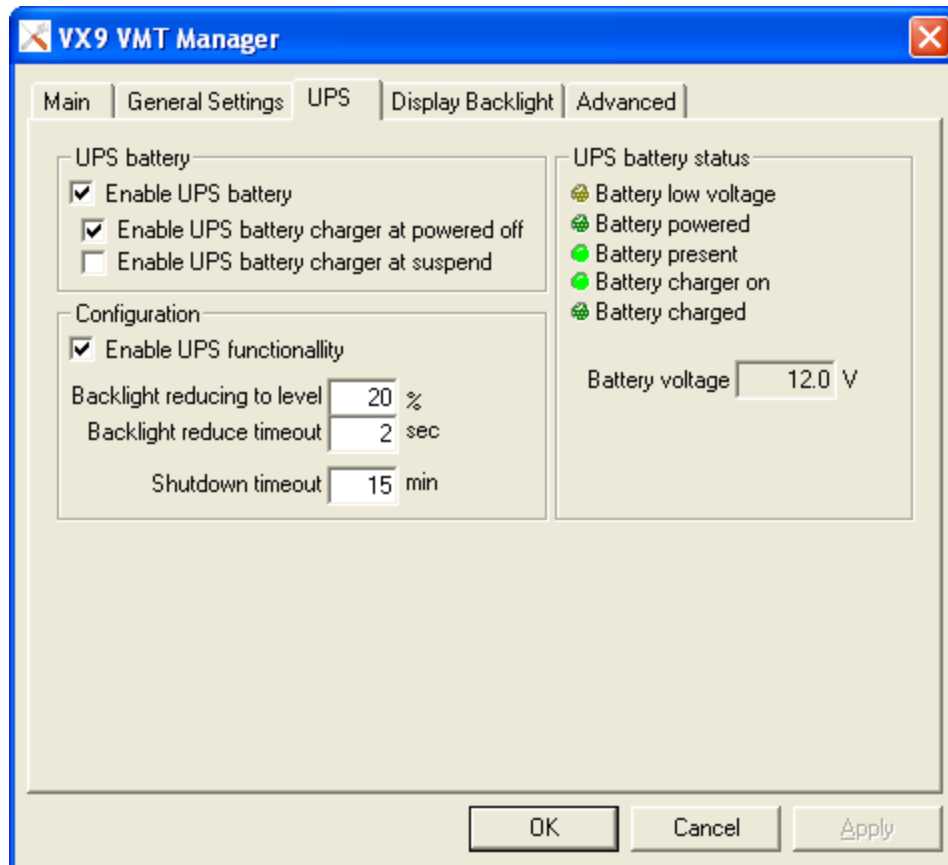 VX9 VMT Manager
Main General Settings UPS Display Backlight Advanced
UPS battery
Enable UPS battery
Enable UPS battery charger at powered off
Enable UPS battery charger at suspend
Configuration
Enable UPS functionallity
Backlight reducing to level 20 %
Backlight reduce timeout 2 sec
Shutdown timeout 15 min
UPS battery status
Battery low voltage
Battery powered
Battery present
Battery charger on
Battery charged
Battery voltage 12.0 V
OK Cancel Apply